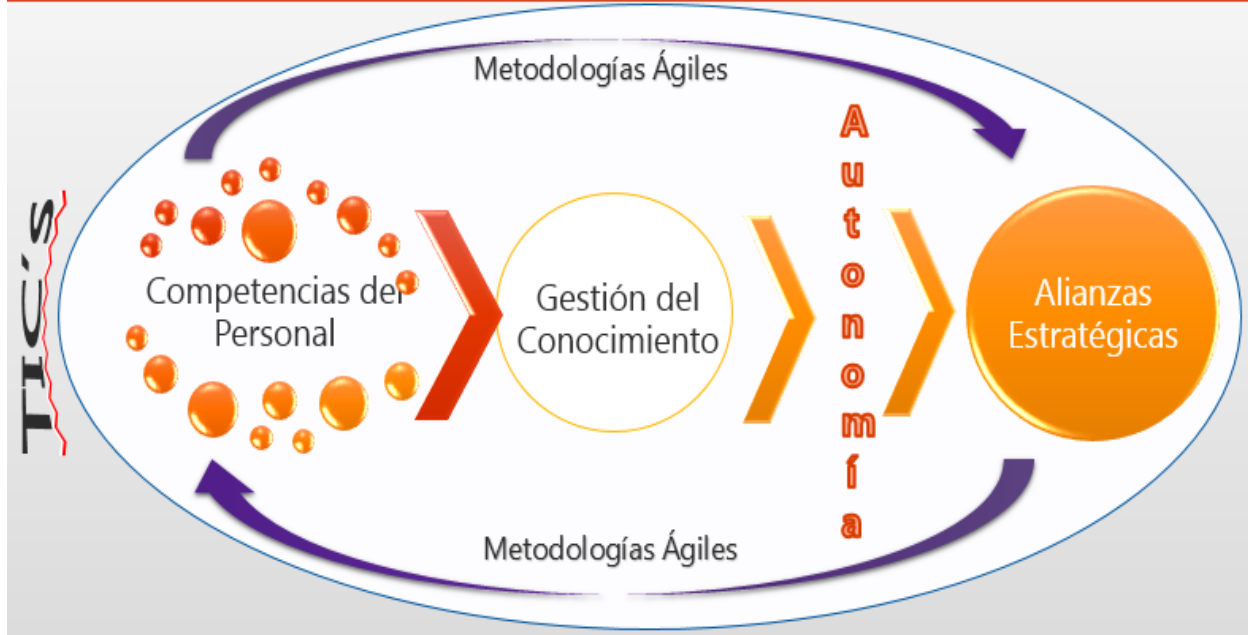 Metodologías Ágiles
TIC´s
Competencias del
Personal
Gestión del
Conocimiento
Autonomía
Alianzas
Estratégicas
Metodologías Ágiles